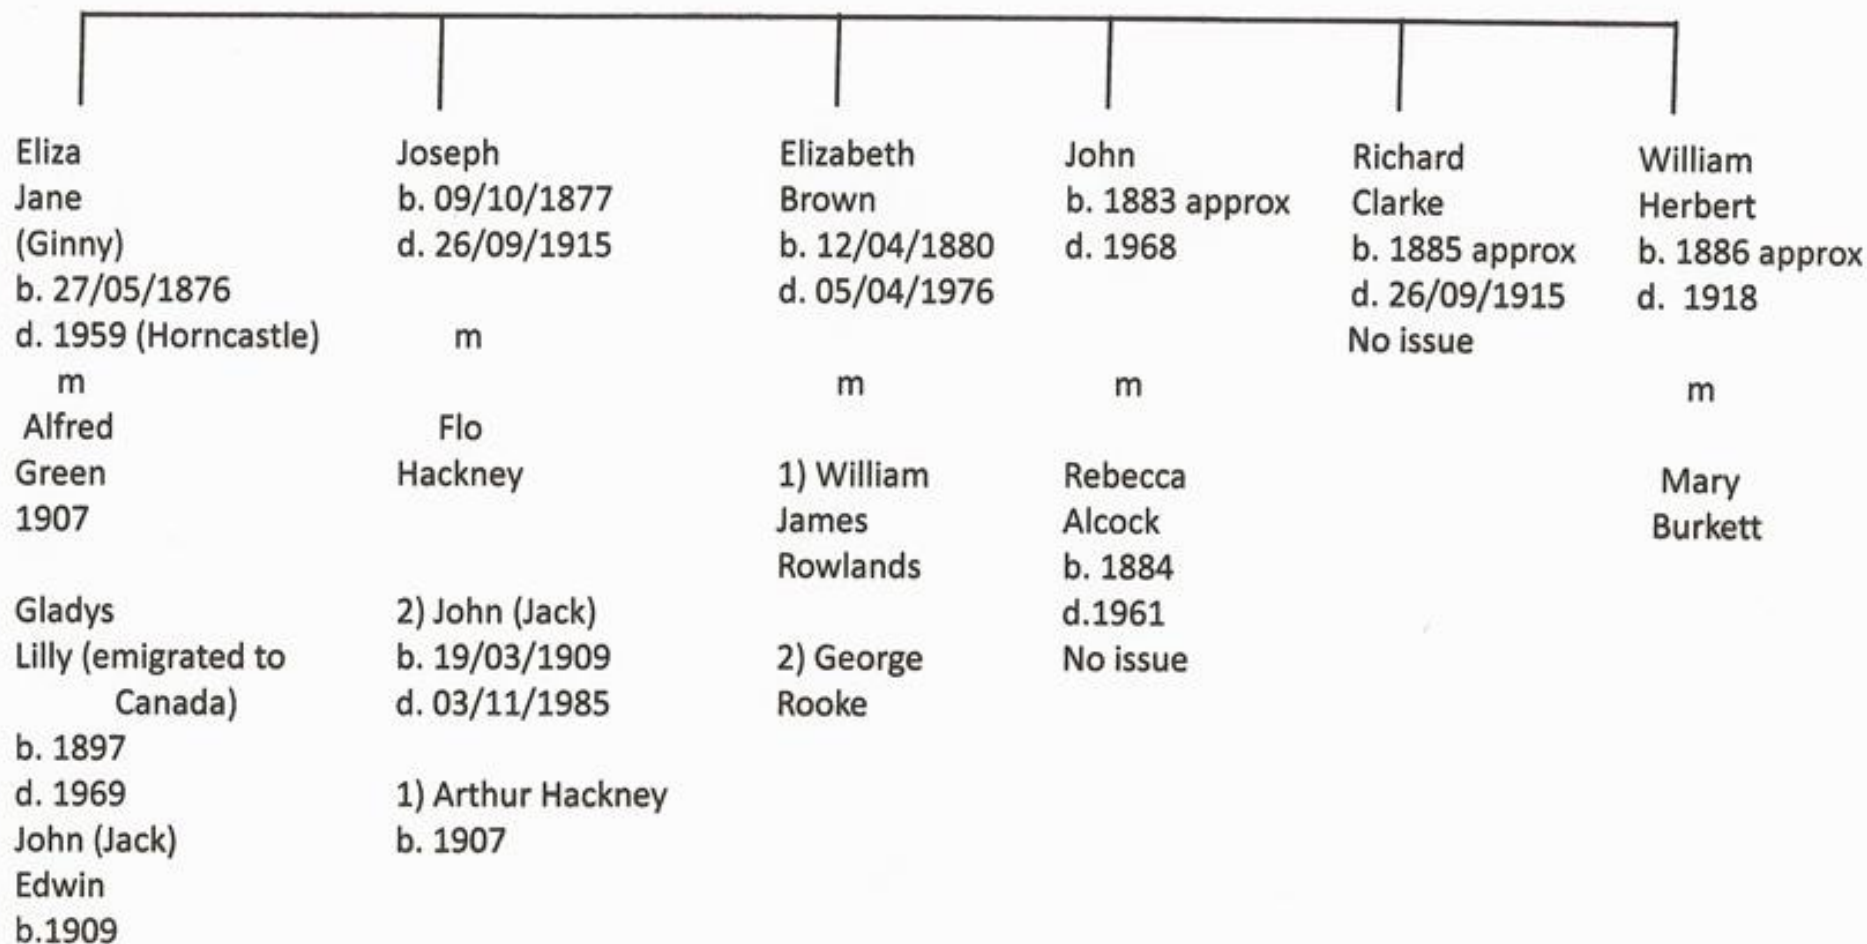 Eliza
Jane
(Ginny)
b. 27/05/1876
d. 1959 (Horncastle)
m
Alfred
Green
1907
Gladys
Lilly (emigrated to
Canada)
b. 1897
d. 1969
John (Jack)
Edwin
b.1909
Joseph
b. 09/10/1877
d. 26/09/1915
m
Flo
Hackney
2) John (Jack)
b. 19/03/1909
d. 03/11/1985
1) Arthur Hackney
b. 1907
Elizabeth
Brown
b. 12/04/1880
d. 05/04/1976
m
1) William
James
Rowlands
2) George
Rooke
John
b. 1883 approx
d. 1968
m
Rebecca
Alcock
b. 1884
d.1961
No issue
Richard
Clarke
b. 1885 approx
d. 26/09/1915
No issue
William
Herbert
b. 1886 approx
d. 1918
m
Mary
Burkett